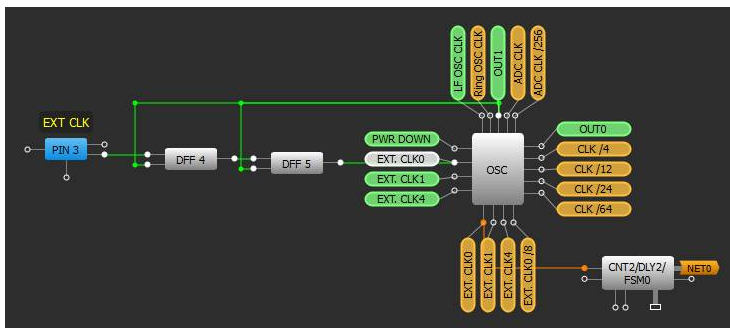 EXT CLK
PIN 3
DFF 4
DFF 5
LF OSC CLK
Ring OSC CLK
OUT1
ADC CLK
ADC CLK /256
PWR DOWN
EXT. CLK0
EXT. CLK1
EXT. CLK4
OSC
OUT0
CLK /4
CLK /12
CLK /24
CLK /64
EXT. CLK0
EXT. CLK1
EXT. CLK4
EXT. CLK0 /8
CNT2/DLY2/
FSM0
NET0